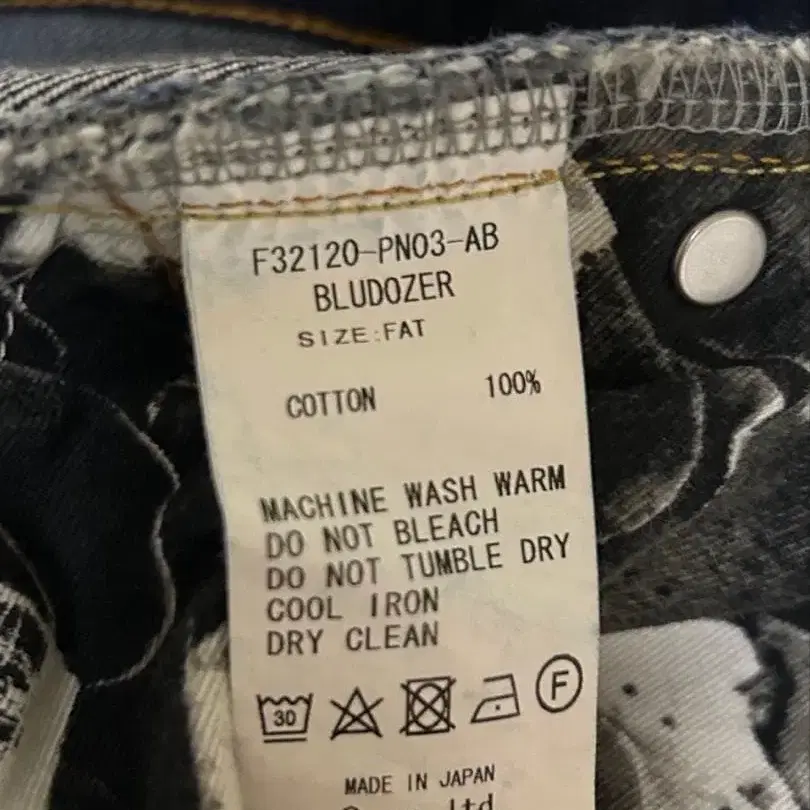 F32120-PN03-AB
BLUDOZER
SIZE:FAT
COTTON 100%
MACHINE WASH WARM
DO NOT BLEACH
DO NOT TUMBLE DRY
COOL IRON
DRY CLEAN
30 F
MADE IN JAPAN
Ltd